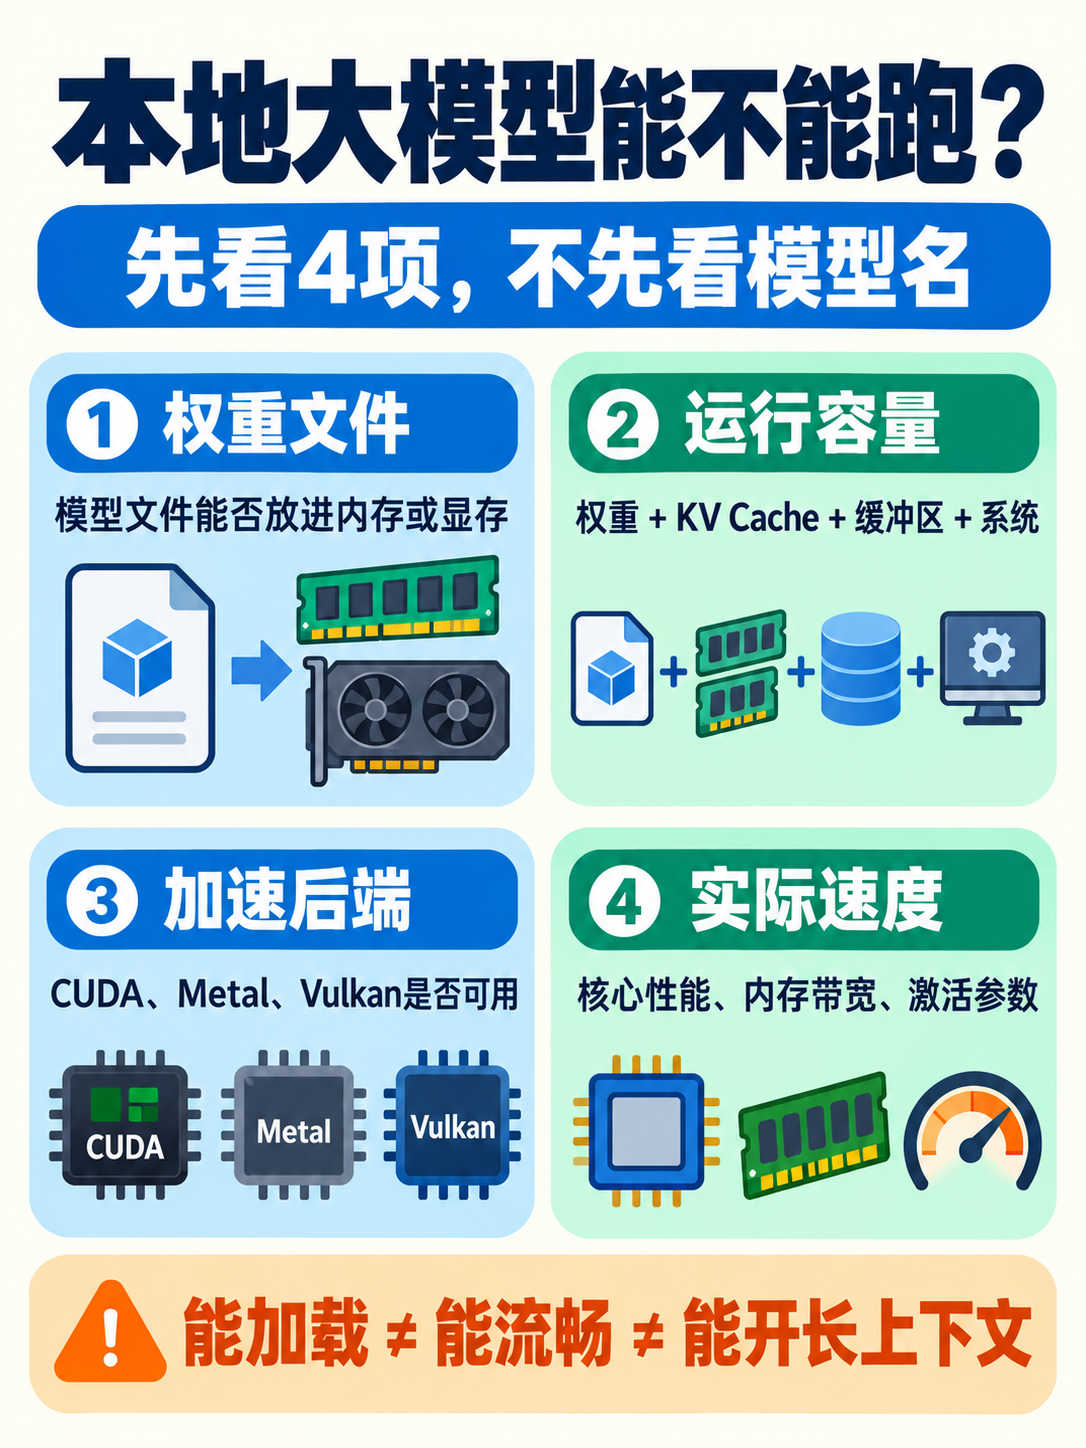 本地大模型能不能跑？
先看4项，不先看模型名
1 权重文件
模型文件能否放进内存或显存
2 运行容量
权重 + KV Cache + 缓冲区 + 系统
+ + +
3 加速后端
CUDA、Metal、Vulkan是否可用
CUDA
Metal
Vulkan
4 实际速度
核心性能、内存带宽、激活参数
能加载 ≠ 能流畅 ≠ 能开长上下文